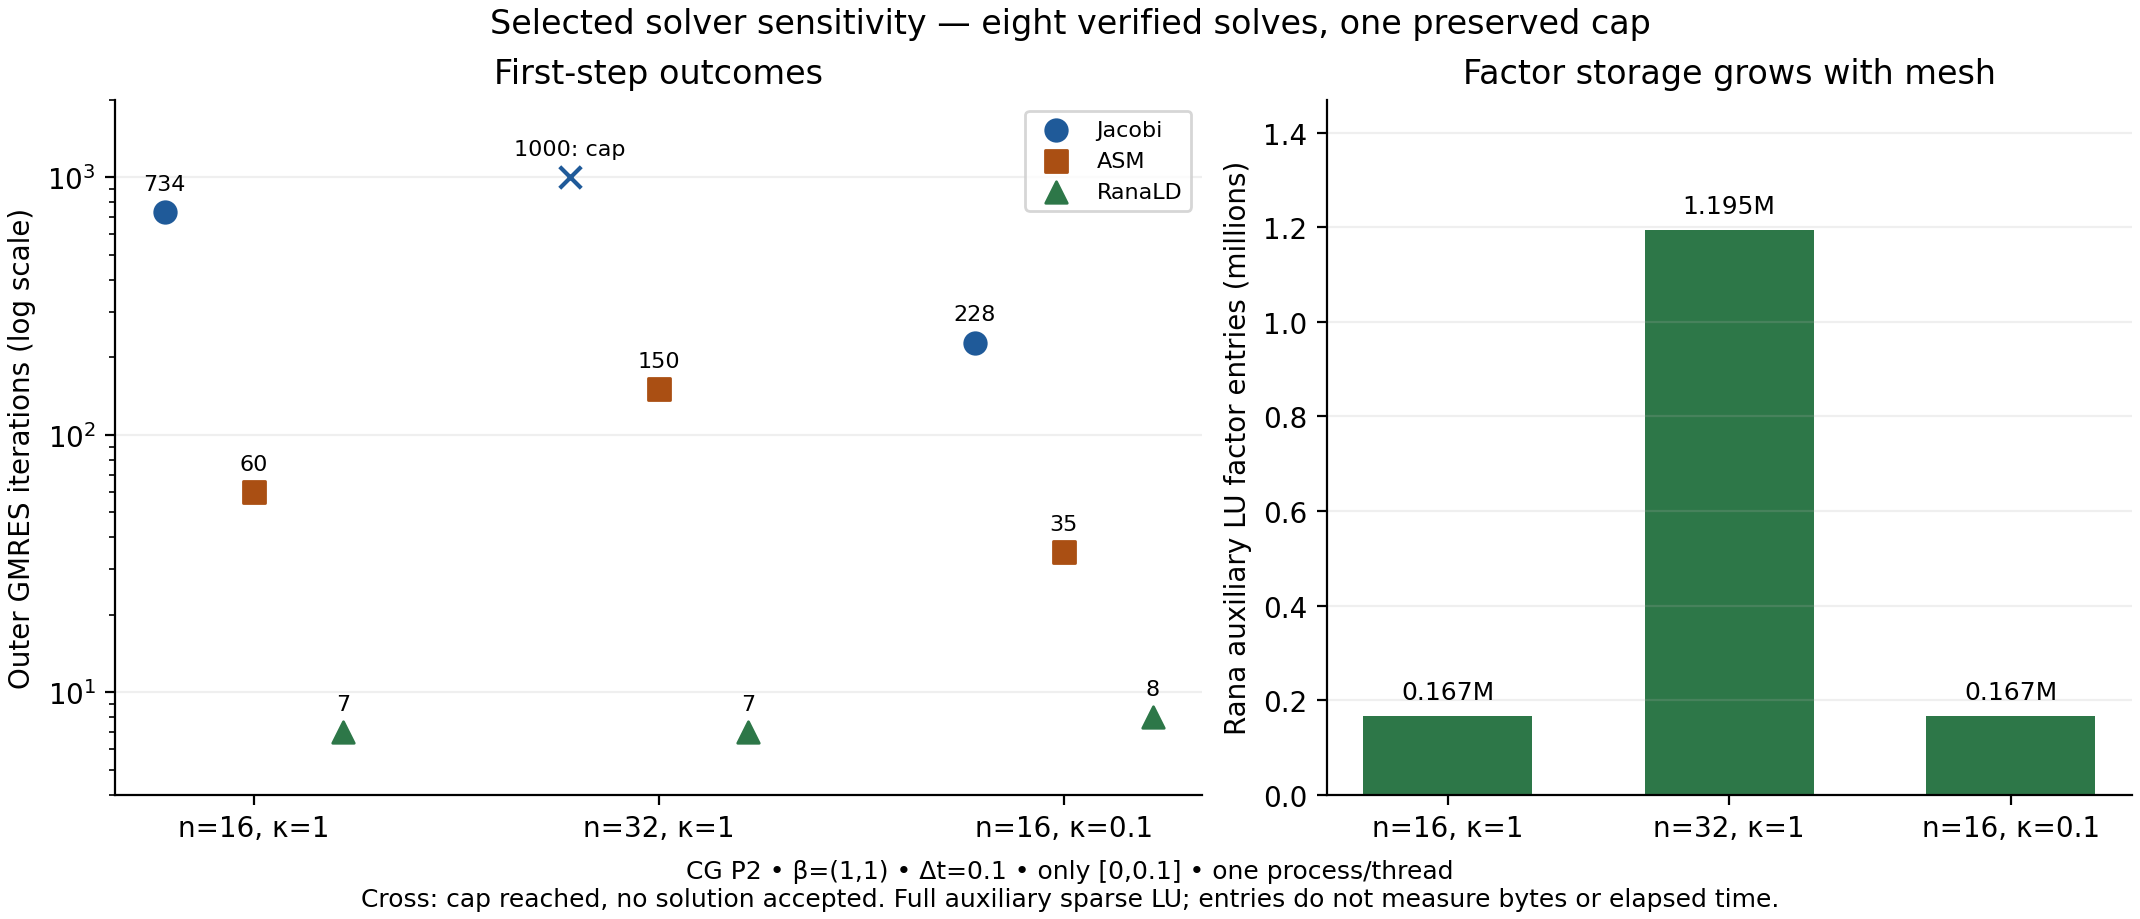 Selected solver sensitivity — eight verified solves, one preserved cap
First-step outcomes
Outer GMRES iterations (log scale)
10³
10²
10¹
734
1000: cap
228
60
150
35
7
7
8
Jacobi
ASM
RanaLD
n=16, κ=1
n=32, κ=1
n=16, κ=0.1
Factor storage grows with mesh
Rana auxiliary LU factor entries (millions)
1.4
1.2
1.0
0.8
0.6
0.4
0.2
0.0
0.167M
1.195M
0.167M
n=16, κ=1
n=32, κ=1
n=16, κ=0.1
CG P2 • β=(1,1) • Δt=0.1 • only [0,0.1] • one process/thread
Cross: cap reached, no solution accepted. Full auxiliary sparse LU; entries do not measure bytes or elapsed time.